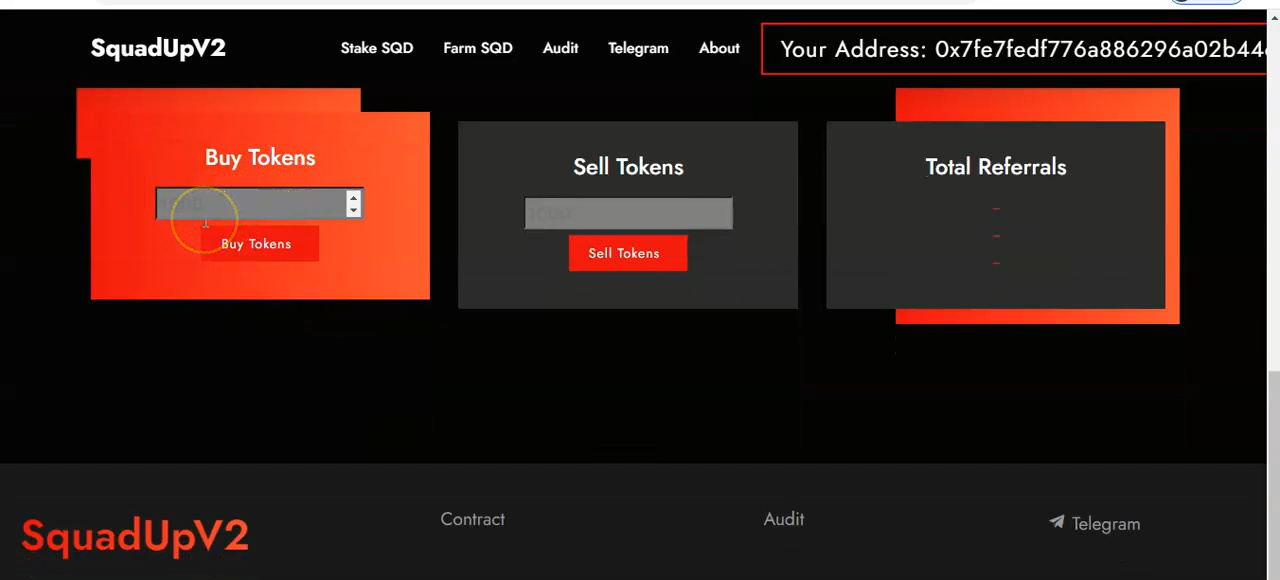 SquadUpV2
Stake SQD
Farm SQD
Audit
Telegram
About
Your Address: 0x7fe7fedf776a886296a02b44
Buy Tokens
Buy Tokens
Sell Tokens
1000
Sell Tokens
Total Referrals
SquadUpV2
Contract
Audit
Telegram